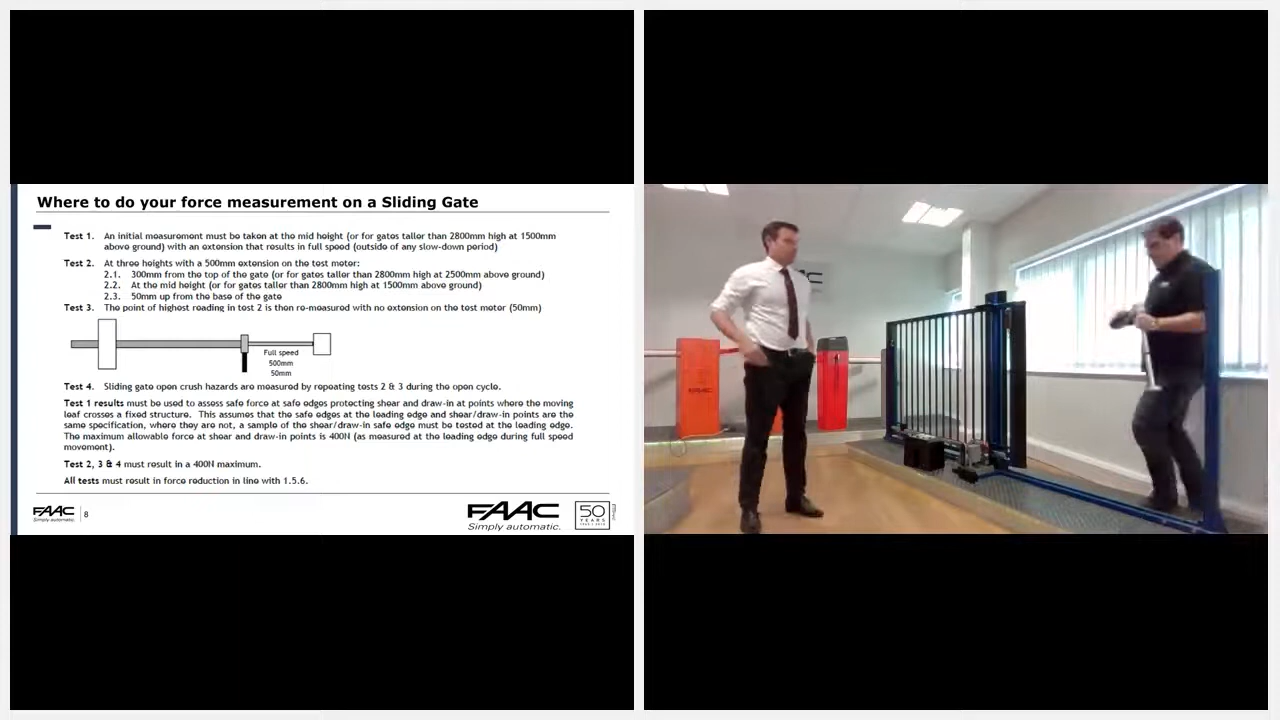 Where to do your force measurement on a Sliding Gate
Test 1. An initial measurement must be taken at the mid height (or for gates taller than 2800mm high at 1500mm
above ground) with an extension that results in full speed (outside of any slow-down period)
Test 2. At three heights with a 500mm extension on the test meter:
2.1. 300mm from the top of the gate (or for gates taller than 2800mm high at 2500mm above ground)
2.2. At the mid height (or for gates taller than 2800mm high at 1500mm above ground)
2.3. 50mm up from the base of the gate
Test 3. The point of highest reading in test 2 is then re-measured with no extension on the test meter (50mm)
Full speed
500mm
50mm
Test 4. Sliding gate open crush hazards are measured by repeating tests 2 & 3 during the open cycle.
Test 1 results must be used to assess safe force at safe edges protecting shear and draw-in at points where the moving
leaf crosses a fixed structure. This assumes that the safe edges at the leading edge and shear/draw-in points are the
same specification, where they are not, a sample of the shear/draw-in safe edge must be tested at the leading edge.
The maximum allowable force at shear and draw-in points is 400N (as measured at the leading edge during full speed
movement).
Test 2, 3 & 4 must result in a 400N maximum.
All tests must result in force reduction in line with 1.5.6.
FAAC
Simply automatic.
8
FAAC
Simply automatic.
50
YEARS